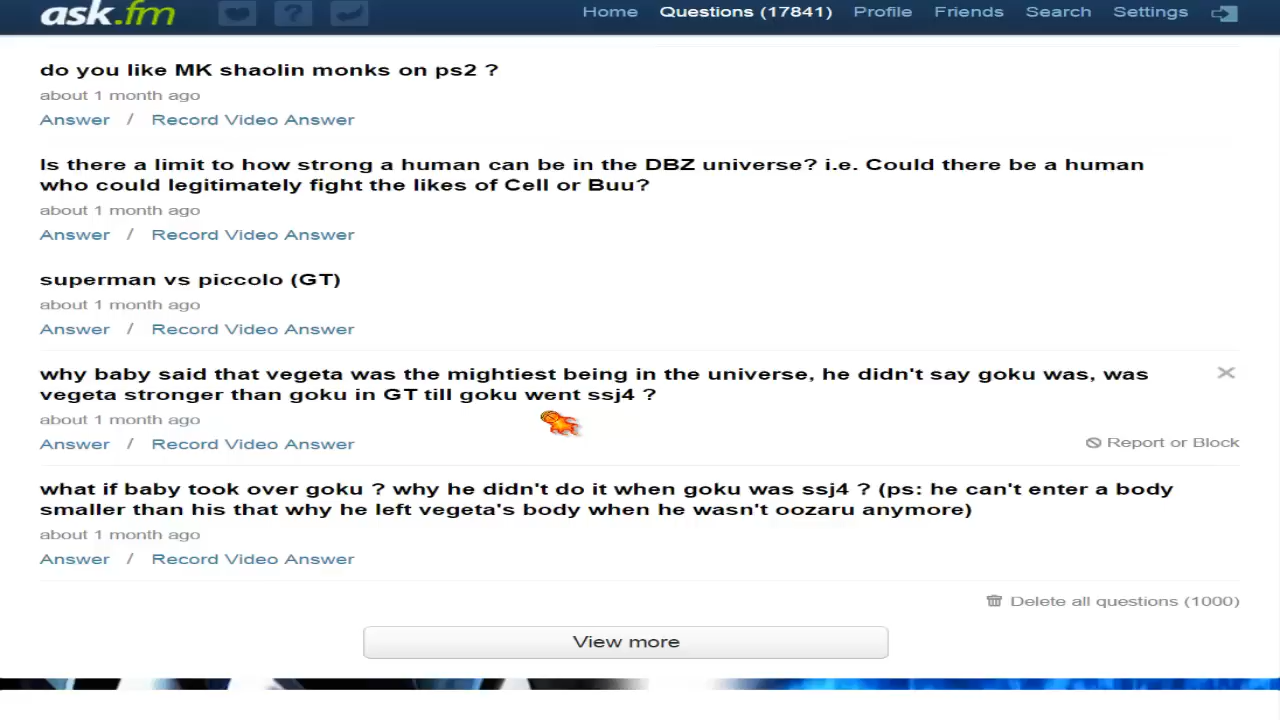 ask.fm Home Questions (17841) Profile Friends Search Settings
do you like MK shaolin monks on ps2 ?
about 1 month ago
Answer / Record Video Answer
Is there a limit to how strong a human can be in the DBZ universe? i.e. Could there be a human
who could legitimately fight the likes of Cell or Buu?
about 1 month ago
Answer / Record Video Answer
superman vs piccolo (GT)
about 1 month ago
Answer / Record Video Answer
why baby said that vegeta was the mightiest being in the universe, he didn't say goku was, was
vegeta stronger than goku in GT till goku went ssj4 ?
about 1 month ago
Answer / Record Video Answer Report or Block
what if baby took over goku ? why he didn't do it when goku was ssj4 ? (ps: he can't enter a body
smaller than his that why he left vegeta's body when he wasn't oozaru anymore)
about 1 month ago
Answer / Record Video Answer
Delete all questions (1000)
View more